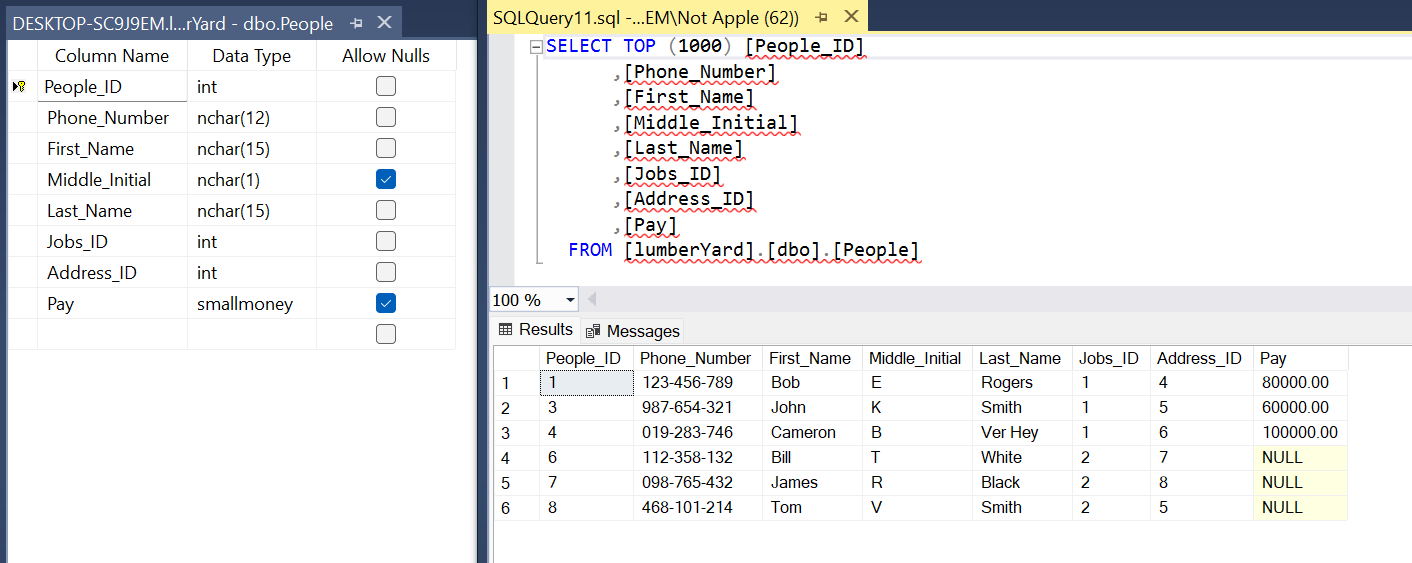 DESKTOP-SC9J9EM.l...rYard - dbo.People
Column Name Data Type Allow Nulls
People_ID int
Phone_Number nchar(12)
First_Name nchar(15)
Middle_Initial nchar(1)
Last_Name nchar(15)
Jobs_ID int
Address_ID int
Pay smallmoney
SQLQuery11.sql -...EM\Not Apple (62))
SELECT TOP (1000) [People_ID]
,[Phone_Number]
,[First_Name]
,[Middle_Initial]
,[Last_Name]
,[Jobs_ID]
,[Address_ID]
,[Pay]
FROM [lumberYard].[dbo].[People]
100 %
Results Messages
People_ID Phone_Number First_Name Middle_Initial Last_Name Jobs_ID Address_ID Pay
1 1 123-456-789 Bob E Rogers 1 4 80000.00
2 3 987-654-321 John K Smith 1 5 60000.00
3 4 019-283-746 Cameron B Ver Hey 1 6 100000.00
4 6 112-358-132 Bill T White 2 7 NULL
5 7 098-765-432 James R Black 2 8 NULL
6 8 468-101-214 Tom V Smith 2 5 NULL